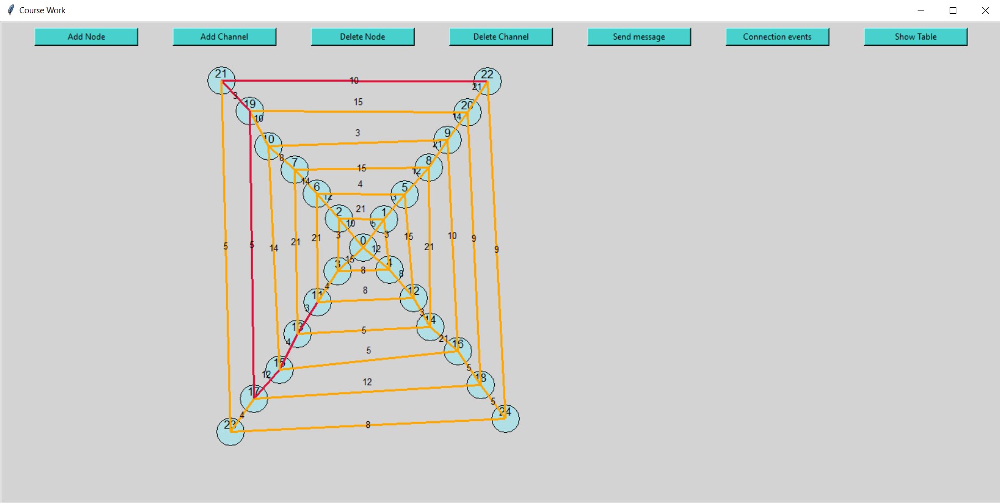 Course Work
Add Node Add Channel Delete Node Delete Channel Send message Connection events Show Table
21 10 22
21
3
19 15 20
10 14
10 3 9
21
8 7 15 8
12
14 6 4 5
12 3
2 21 1
10 5
3 0 3 15 10 9
5 5 14 21 21 12 21 9
15 3 8 4 8
4 11 8 12
3 3
13 5 14
4 21 16
15 5
12 5
17 12 18
4 5
23 8 24